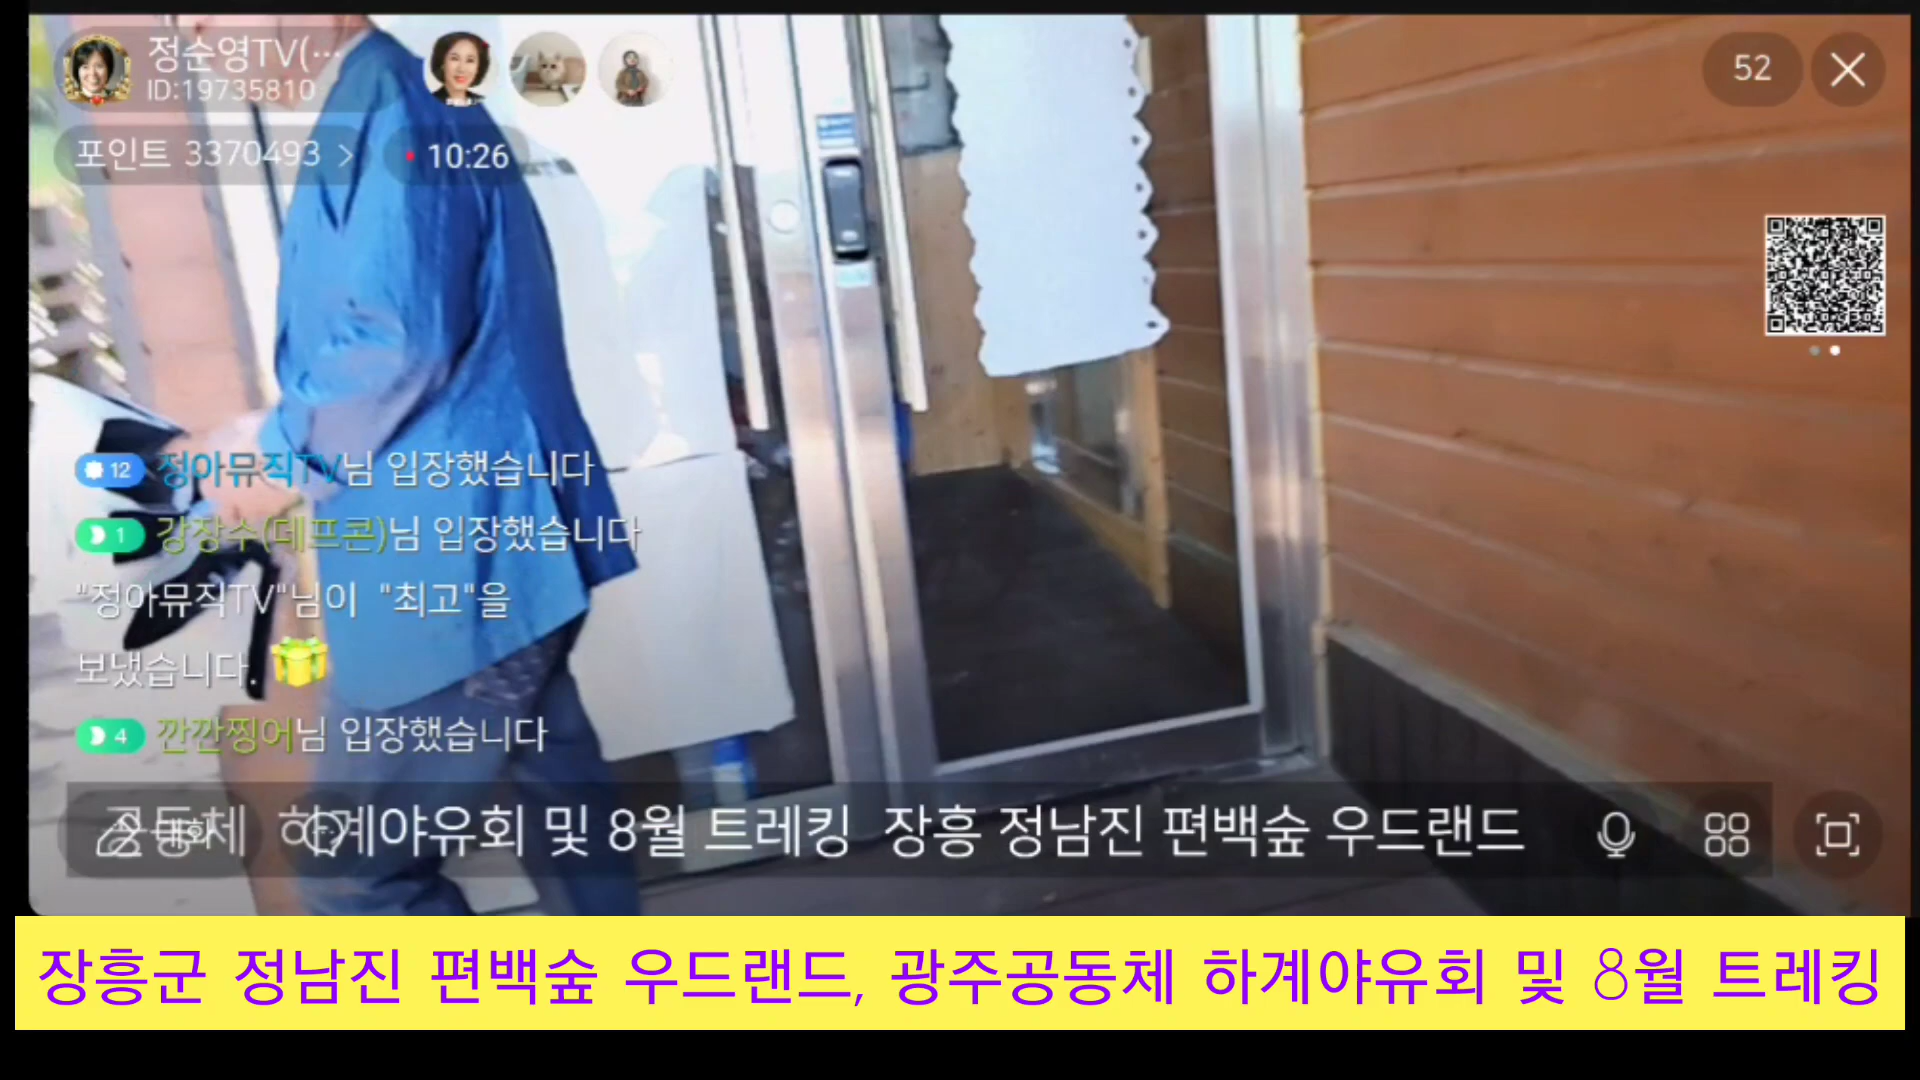 정순영TV(···
ID:19735810
52
포인트 3370493 >
10:26
12 정아뮤직TV님 입장했습니다
1 강장수(데프콘)님 입장했습니다
"정아뮤직TV"님이 "최고"을
보냈습니다.
4 깐깐찡어님 입장했습니다
공동체 하계야유회 및 8월 트레킹 장흥 정남진 편백숲 우드랜드
대화
장흥군 정남진 편백숲 우드랜드, 광주공동체 하계야유회 및 8월 트레킹